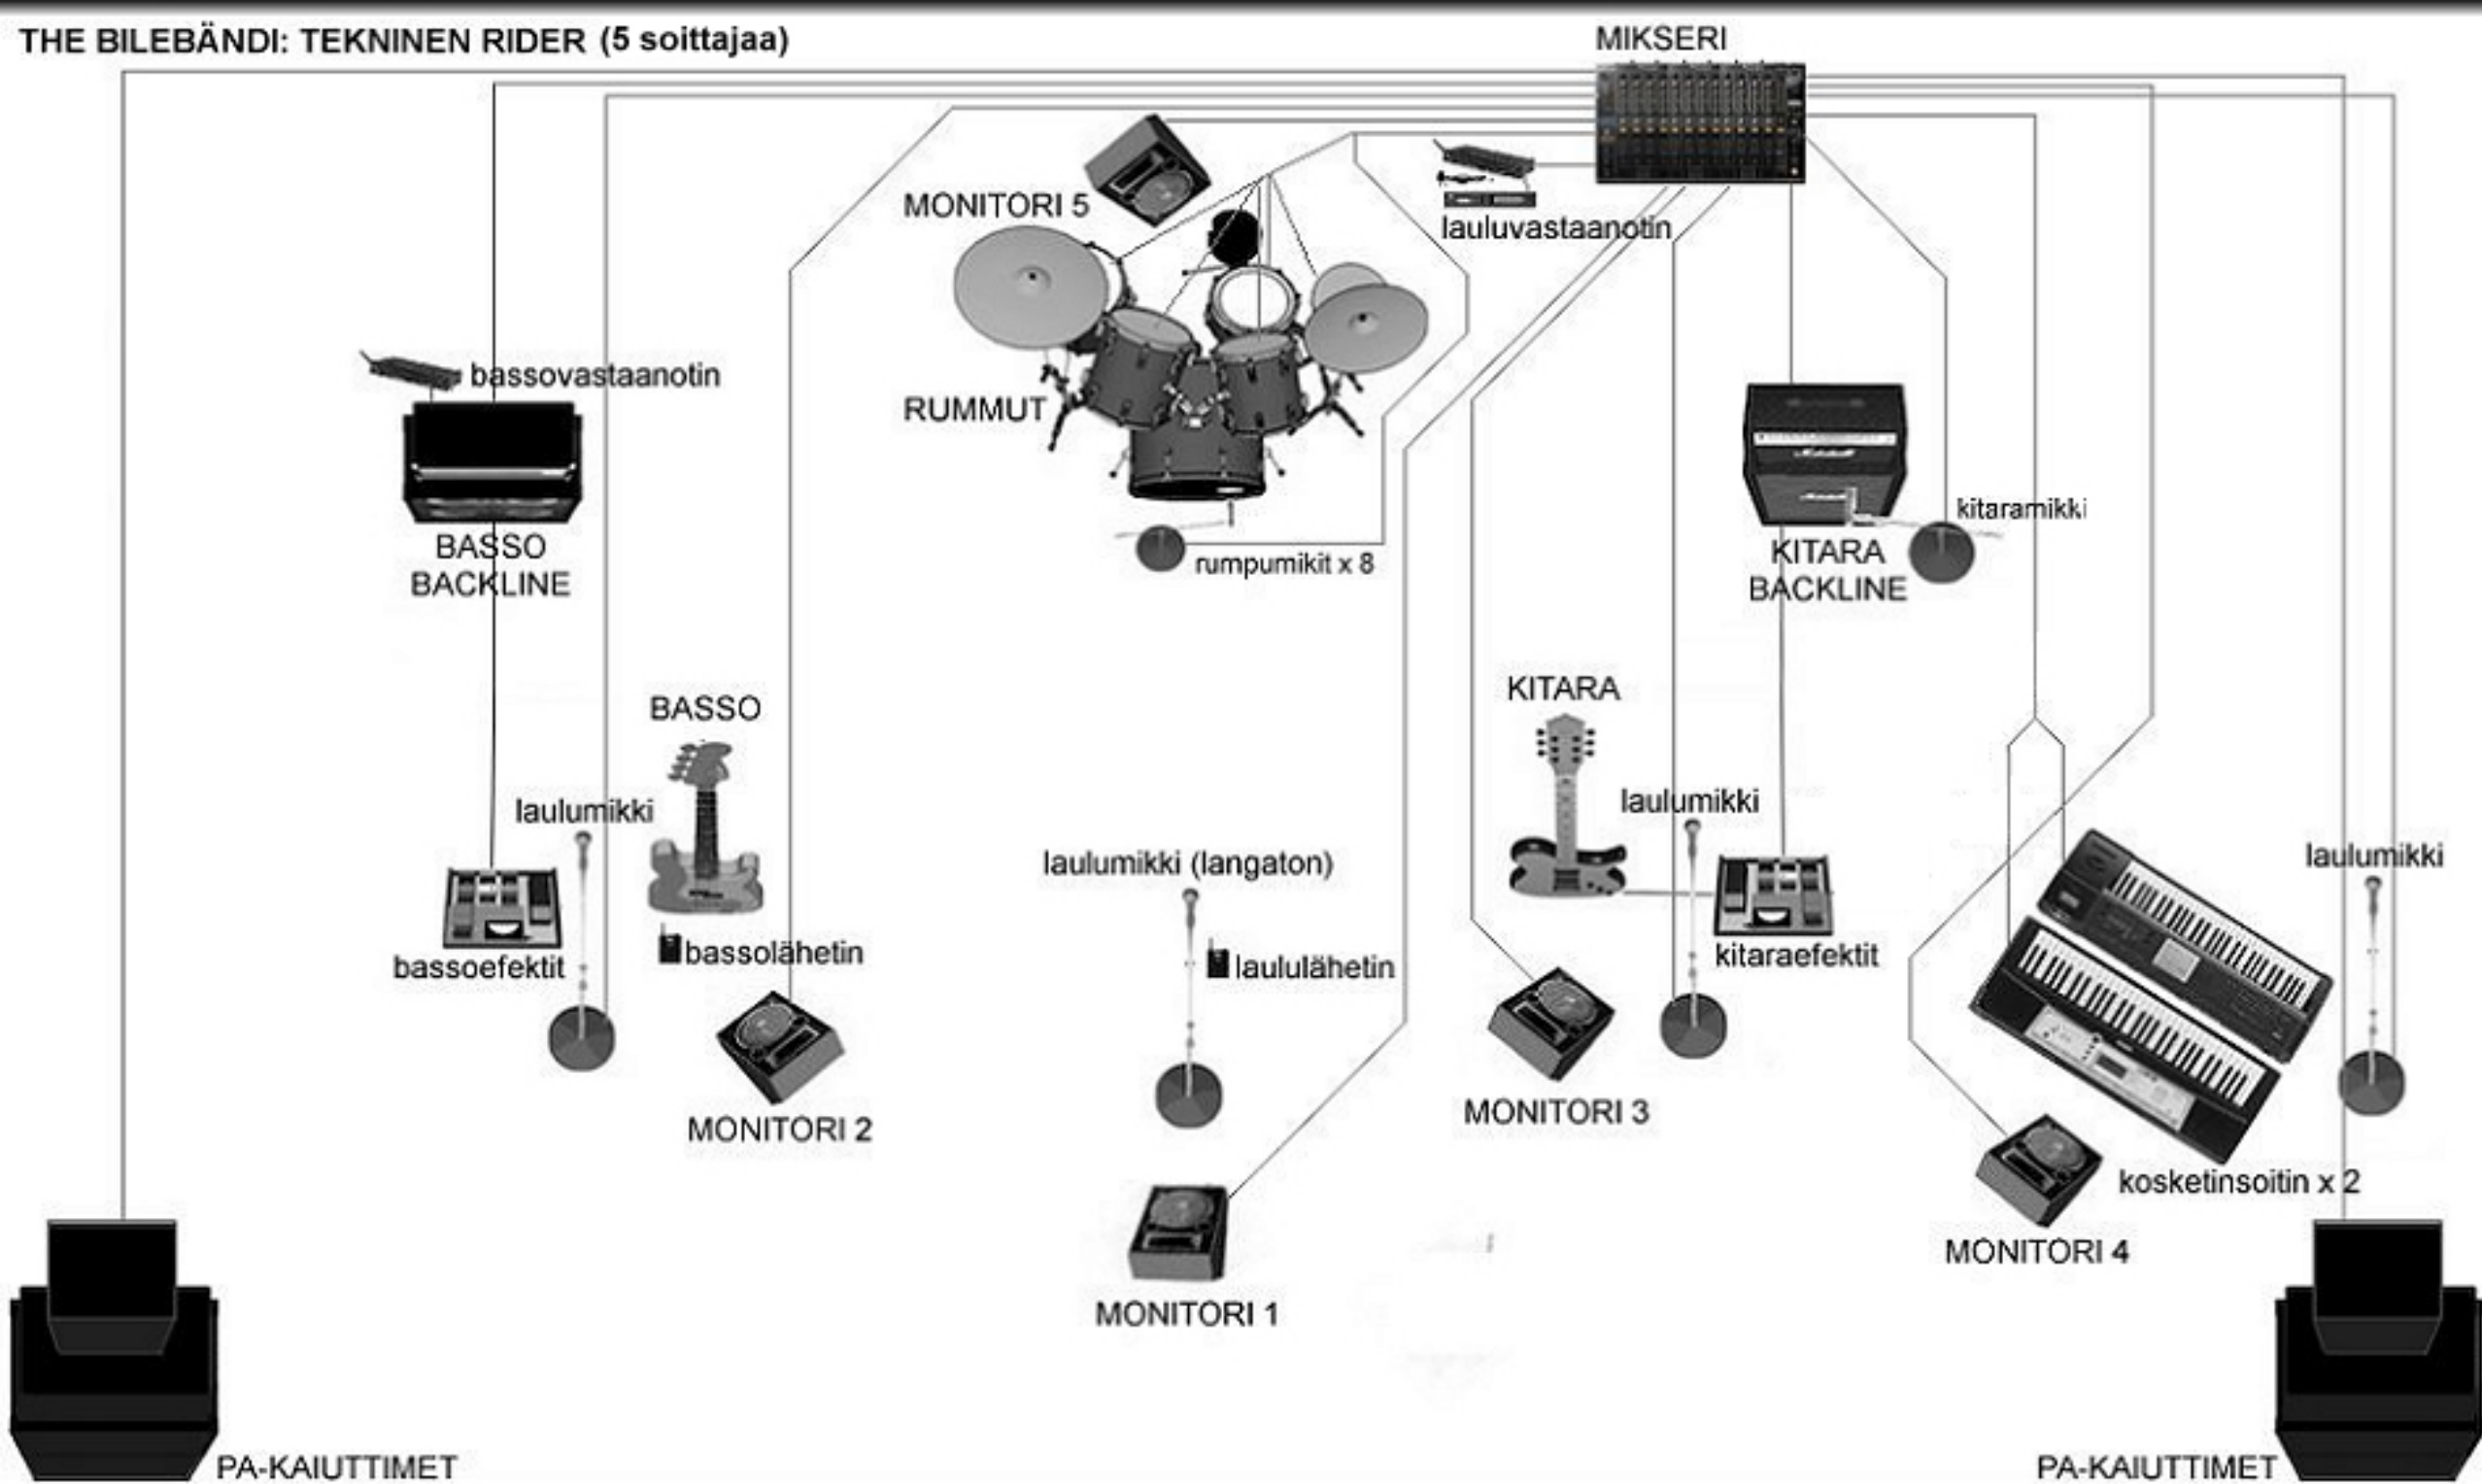 THE BILEBÄNDI: TEKNINEN RIDER (5 soittajaa)
MIKSERI
MONITORI 5
lauluvastaanotin
bassovastaanotin
RUMMUT
BASSO
BACKLINE
rumpumikit x 8
kitaramikki
KITARA
BACKLINE
BASSO
KITARA
laulumikki
laulumikki
laulumikki (langaton)
laulumikki
bassoefektit
bassolähetin
laululähetin
kitaraefektit
MONITORI 2
MONITORI 3
kosketinsoitin x 2
MONITORI 4
MONITORI 1
PA-KAIUTTIMET
PA-KAIUTTIMET